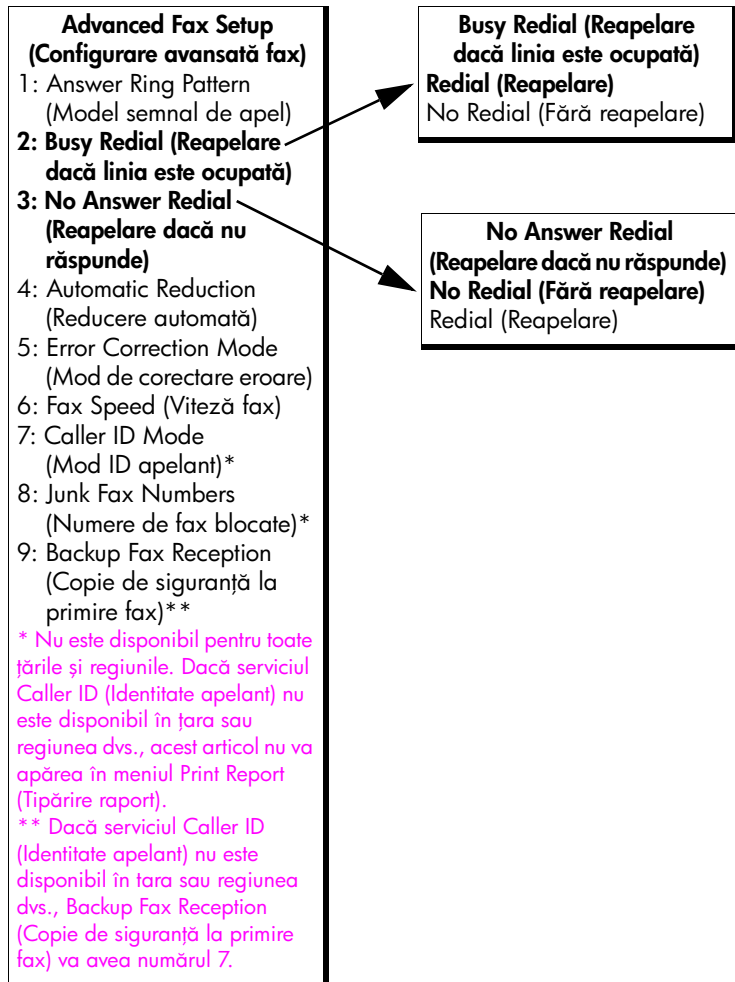 Advanced Fax Setup
(Configurare avansată fax)
1: Answer Ring Pattern
(Model semnal de apel)
2: Busy Redial (Reapelare
dacă linia este ocupată)
3: No Answer Redial
(Reapelare dacă nu
răspunde)
4: Automatic Reduction
(Reducere automată)
5: Error Correction Mode
(Mod de corectare eroare)
6: Fax Speed (Viteză fax)
7: Caller ID Mode
(Mod ID apelant)*
8: Junk Fax Numbers
(Numere de fax blocate)*
9: Backup Fax Reception
(Copie de siguranţă la
primire fax)**
* Nu este disponibil pentru toate
ţările şi regiunile. Dacă serviciul
Caller ID (Identitate apelant) nu
este disponibil în ţara sau
regiunea dvs., acest articol nu va
apărea în meniul Print Report
(Tipărire raport).
** Dacă serviciul Caller ID
(Identitate apelant) nu este
disponibil în tara sau regiunea
dvs., Backup Fax Reception
(Copie de siguranţă la primire
fax) va avea numărul 7.
Busy Redial (Reapelare
dacă linia este ocupată)
Redial (Reapelare)
No Redial (Fără reapelare)
No Answer Redial
(Reapelare dacă nu răspunde)
No Redial (Fără reapelare)
Redial (Reapelare)